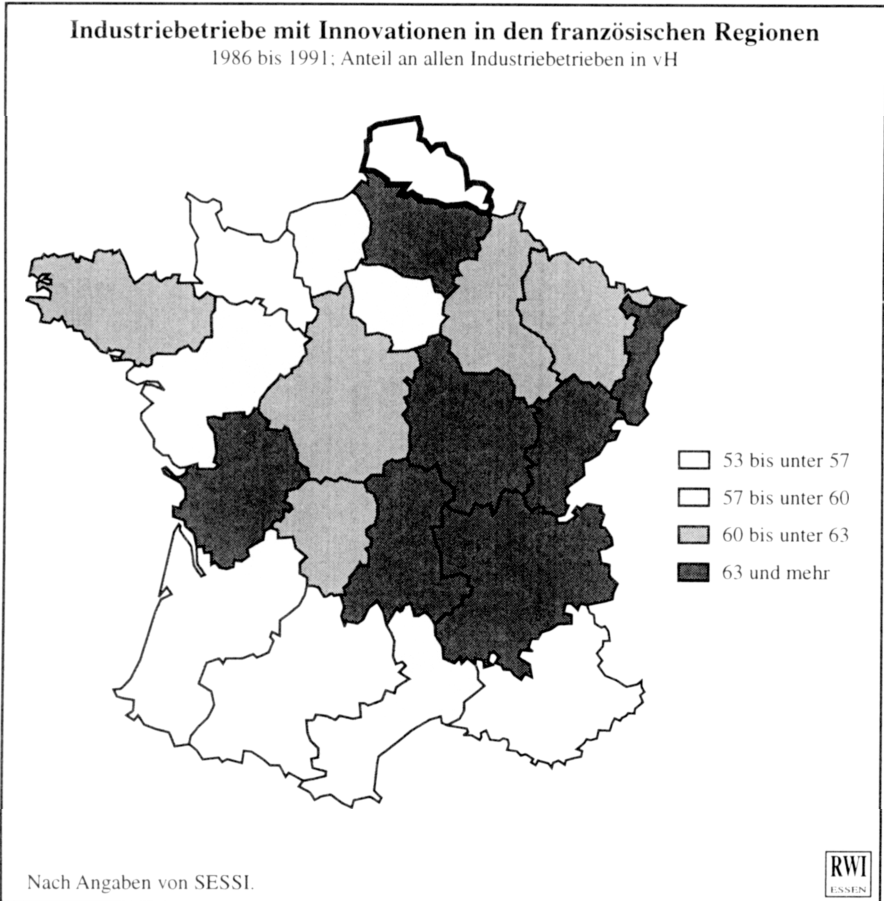 Industriebetriebe mit Innovationen in den französischen Regionen
1986 bis 1991; Anteil an allen Industriebetrieben in vH
53 bis unter 57
57 bis unter 60
60 bis unter 63
63 und mehr
Nach Angaben von SESSI.
RWI
ESSEN